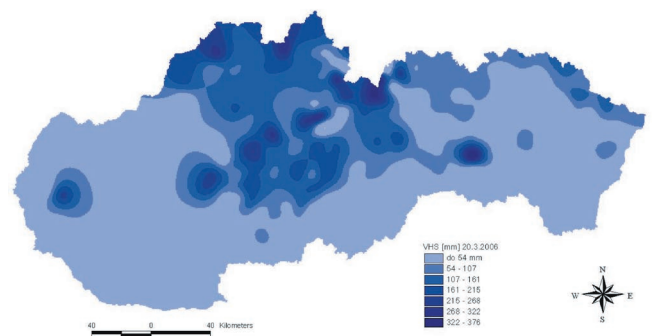 VHS [mm] 20.3.2006
do 54 mm
54 - 107
107 - 161
161 - 215
215 - 268
268 - 322
322 - 376
N
W E
S
40 0 40 Kilometers